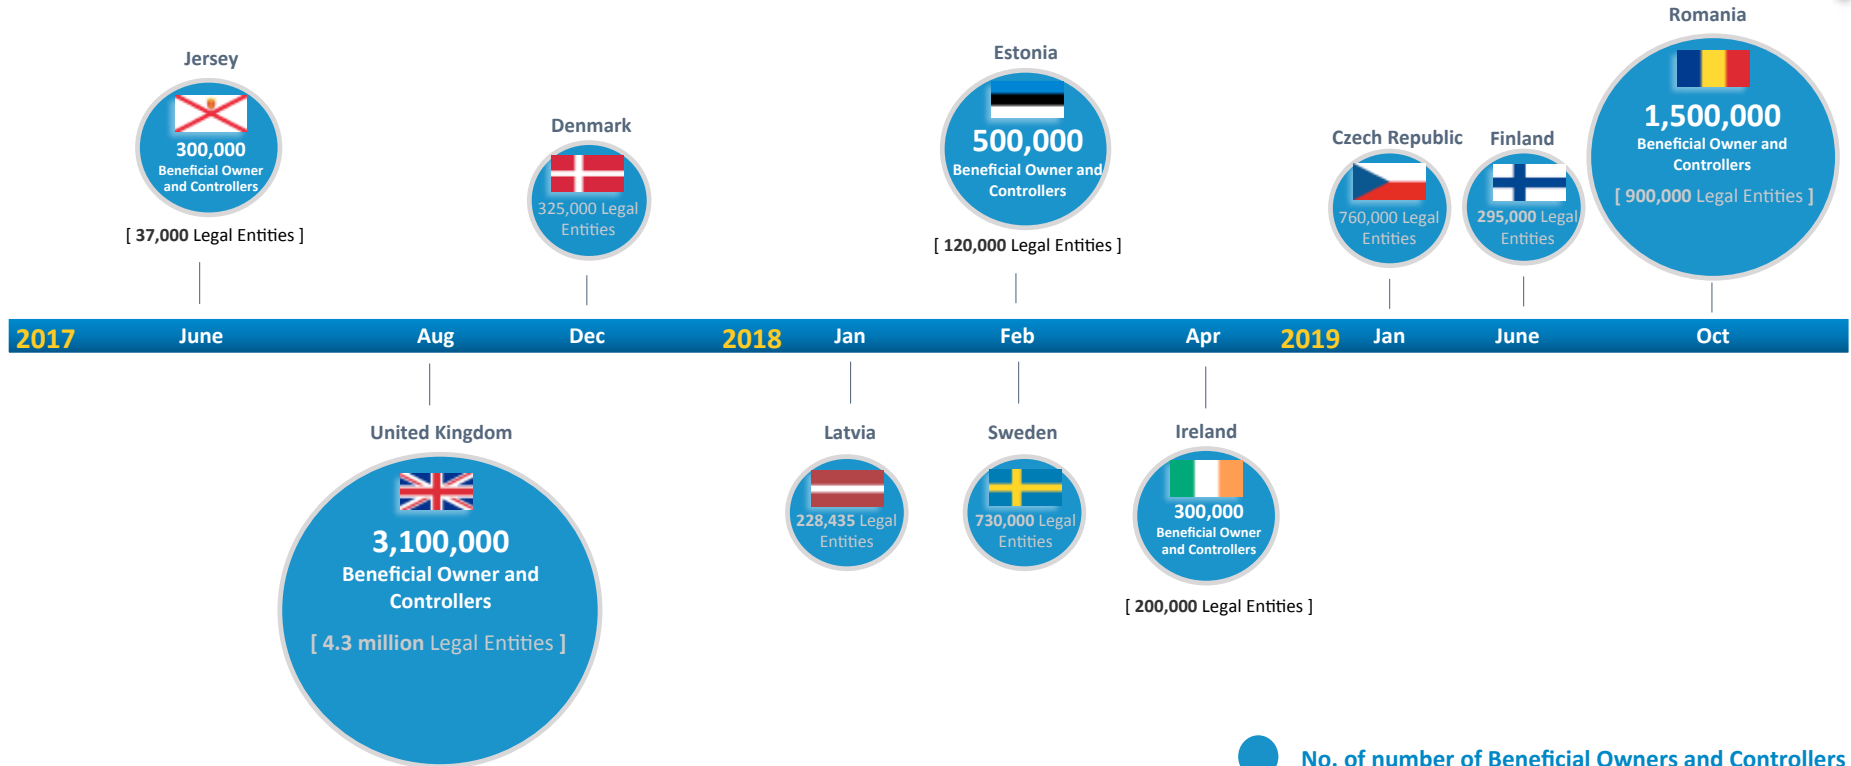 Romania
1,500,000
Beneficial Owner and
Controllers
[ 900,000 Legal Entities ]
Jersey
300,000
Beneficial Owner
and Controllers
[ 37,000 Legal Entities ]
Denmark
325,000 Legal
Entities
Estonia
500,000
Beneficial Owner and
Controllers
[ 120,000 Legal Entities ]
Czech Republic
760,000 Legal
Entities
Finland
295,000 Legal
Entities
2017 June Aug Dec 2018 Jan Feb Apr 2019 Jan June Oct
United Kingdom
3,100,000
Beneficial Owner and
Controllers
[ 4.3 million Legal Entities ]
Latvia
228,435 Legal
Entities
Sweden
730,000 Legal
Entities
Ireland
300,000
Beneficial Owner
and Controllers
[ 200,000 Legal Entities ]
No. of number of Beneficial Owners and Controllers